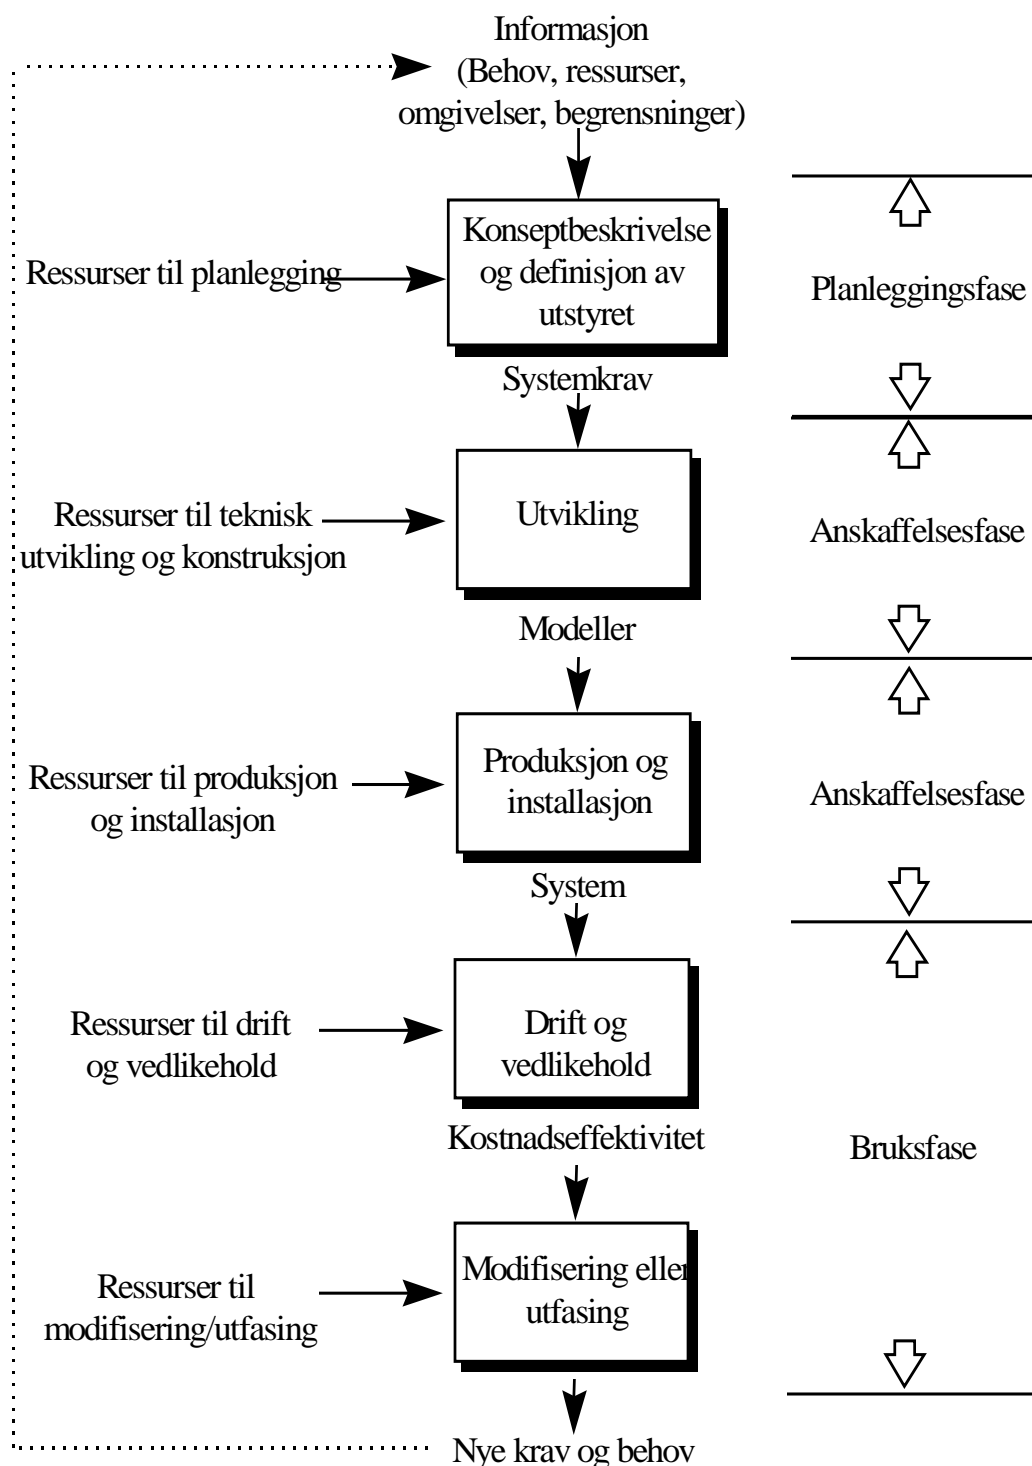 Informasjon
(Behov, ressurser,
omgivelser, begrensninger)
Konseptbeskrivelse
og definisjon av
utstyret
Ressurser til planlegging
Planleggingsfase
Systemkrav
Utvikling
Ressurser til teknisk
utvikling og konstruksjon
Anskaffelsesfase
Modeller
Produksjon og
installasjon
Ressurser til produksjon
og installasjon
Anskaffelsesfase
System
Drift og
vedlikehold
Ressurser til drift
og vedlikehold
Kostnadseffektivitet
Bruksfase
Modifisering eller
utfasing
Ressurser til
modifisering/utfasing
Nye krav og behov